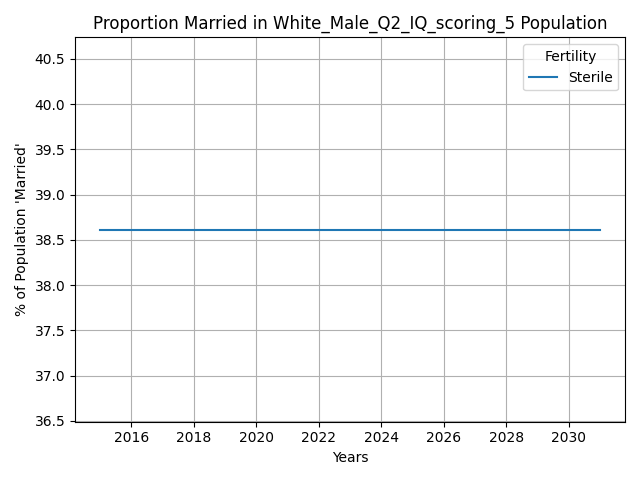 Proportion Married in White_Male_Q2_IQ_scoring_5 Population
40.5
40.0
39.5
39.0
38.5
38.0
37.5
37.0
36.5
% of Population 'Married'
Fertility
Sterile
2016 2018 2020 2022 2024 2026 2028 2030
Years